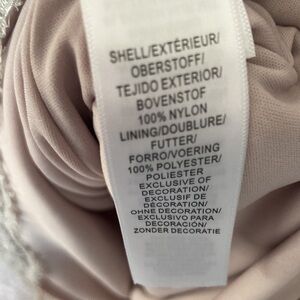 SHELL/EXTÉRIEUR/
OBERSTOFF/
TEJIDO EXTERIOR/
BOVENSTOF
100% NYLON
LINING/DOUBLURE/
FUTTER/
FORRO/VOERING
100% POLYESTER/
POLIESTER
EXCLUSIVE OF
DECORATION/
EXCLUSIF DE
DECORATION/
OHNE DECORATION/
EXCLUSIVO PARA
DECORACIÓN/
ZONDER DECORATIE